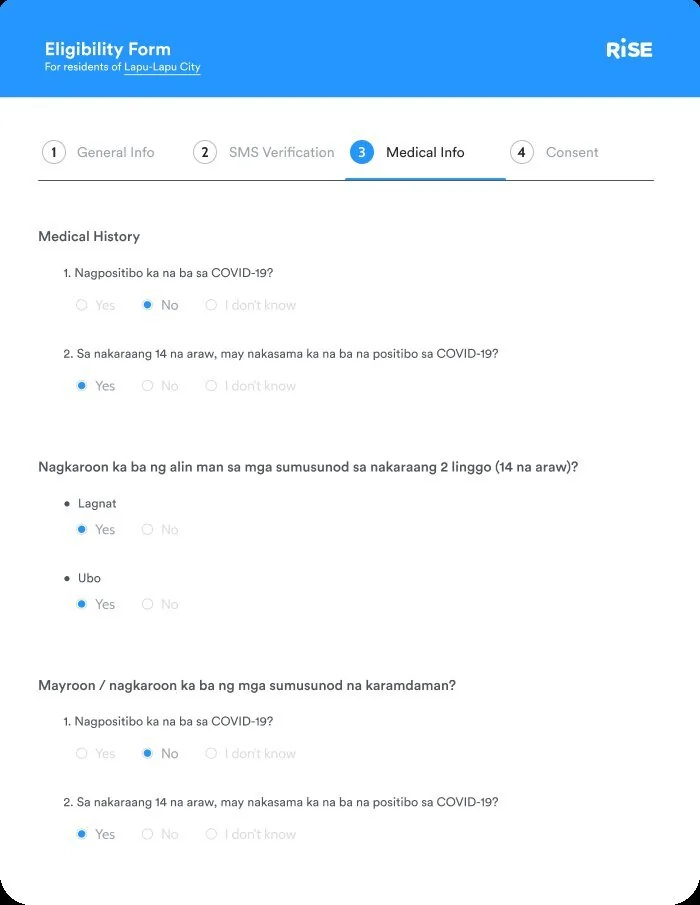 Eligibility Form
RiSE
For residents of Lapu-Lapu City
1 General Info 2 SMS Verification 3 Medical Info 4 Consent
Medical History
1. Nagpositibo ka na ba sa COVID-19?
Yes No I don't know
2. Sa nakaraang 14 na araw, may nakasama ka na ba na positibo sa COVID-19?
Yes No I don't know
Nagkaroon ka ba ng alin man sa mga sumusunod sa nakaraang 2 linggo (14 na araw)?
• Lagnat
Yes No
• Ubo
Yes No
Mayroon / nagkaroon ka ba ng mga sumusunod na karamdaman?
1. Nagpositibo ka na ba sa COVID-19?
Yes No I don't know
2. Sa nakaraang 14 na araw, may nakasama ka na ba na positibo sa COVID-19?
Yes No I don't know